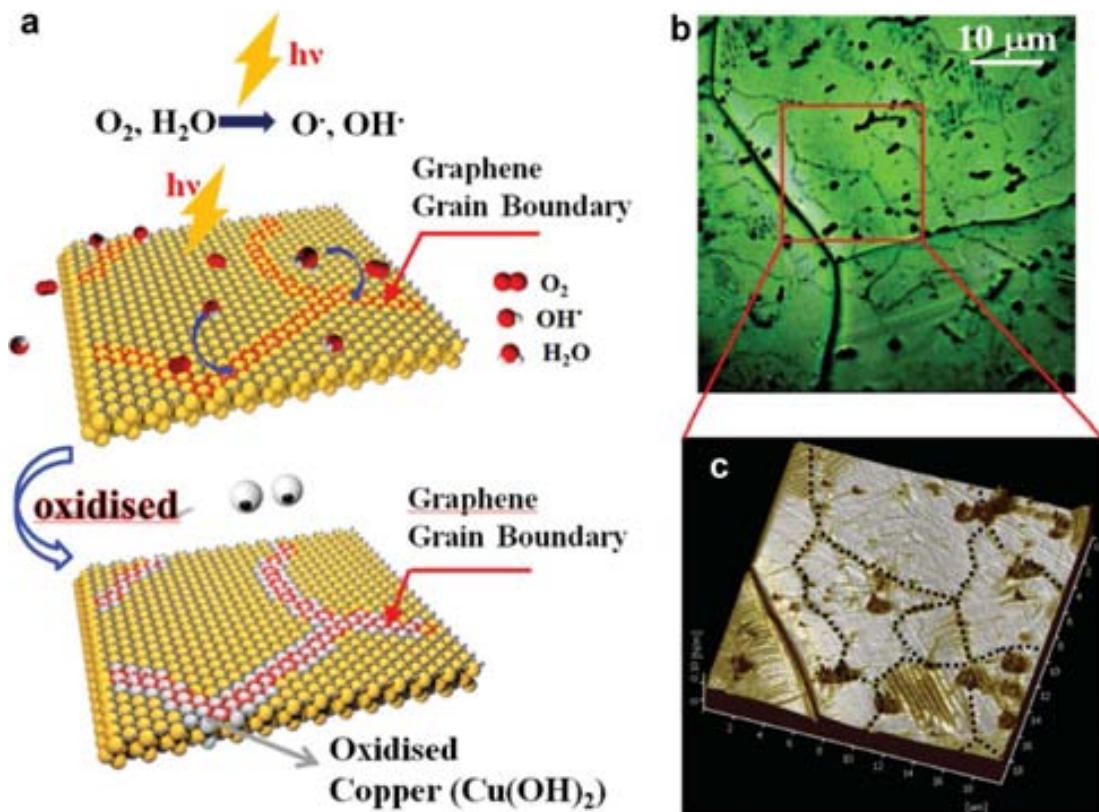 a
hν
O₂, H₂O O·, OH·
hν
Graphene
Grain Boundary
O₂
OH·
H₂O
oxidised
Graphene
Grain Boundary
Oxidised
Copper (Cu(OH)₂)
b
10 μm
c